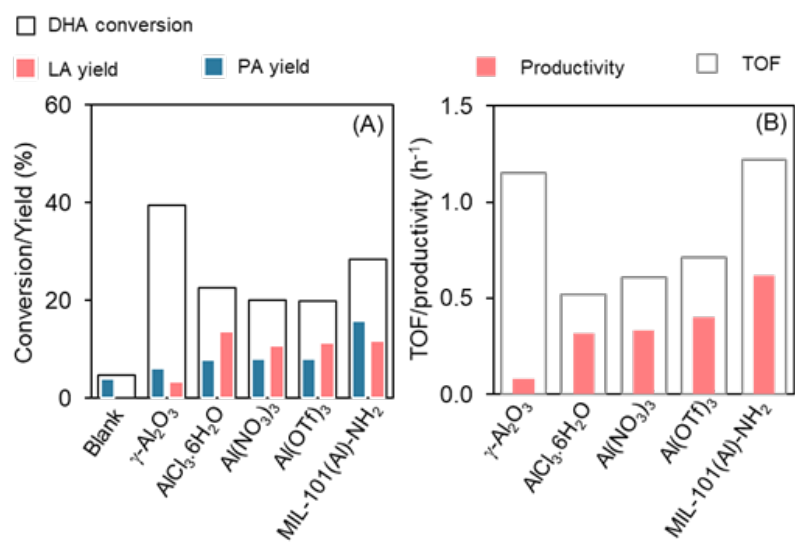 DHA conversion
LA yield
PA yield
Productivity
TOF
60
40
20
0
Conversion/Yield (%)
(A)
Blank
γ-Al₂O₃
AlCl₃.6H₂O
Al(NO₃)₃
Al(OTf)₃
MIL-101(Al)-NH₂
1.5
1.0
0.5
0.0
TOF/productivity (h⁻¹)
(B)
γ-Al₂O₃
AlCl₃.6H₂O
Al(NO₃)₃
Al(OTf)₃
MIL-101(Al)-NH₂